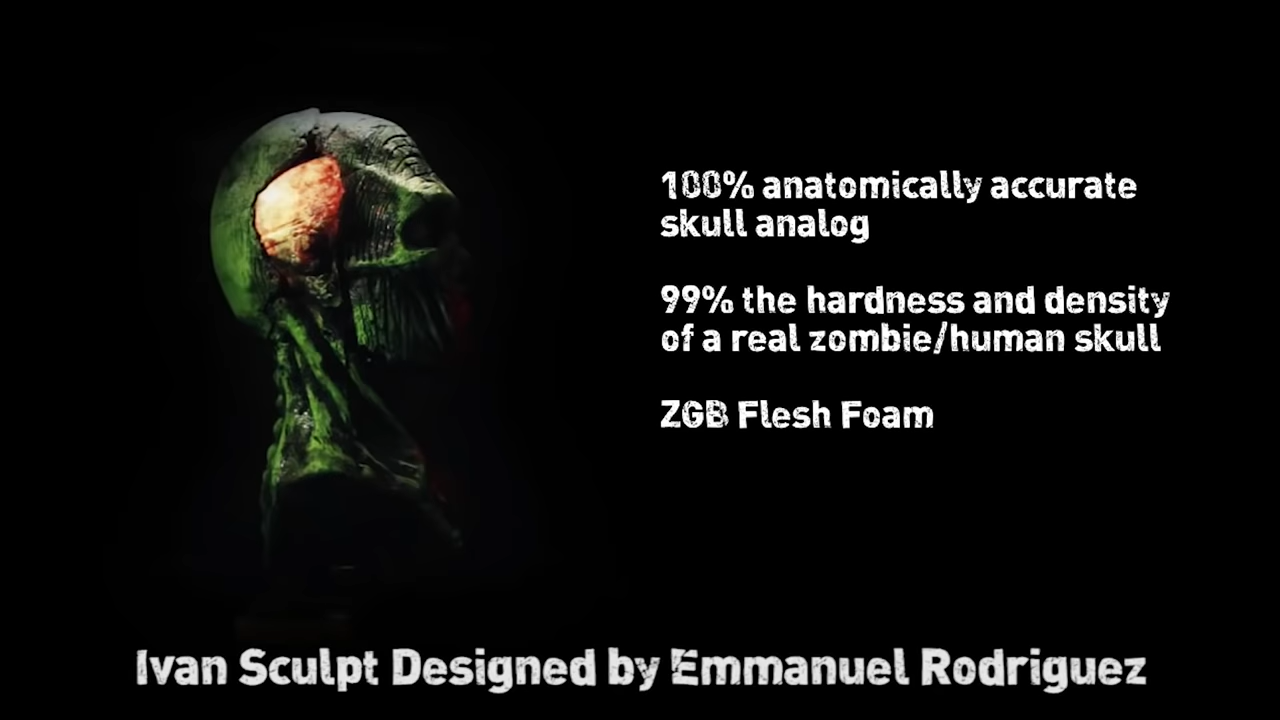 100% anatomically accurate
skull analog
99% the hardness and density
of a real zombie/human skull
ZGB Flesh Foam
Ivan Sculpt Designed by Emmanuel Rodriguez